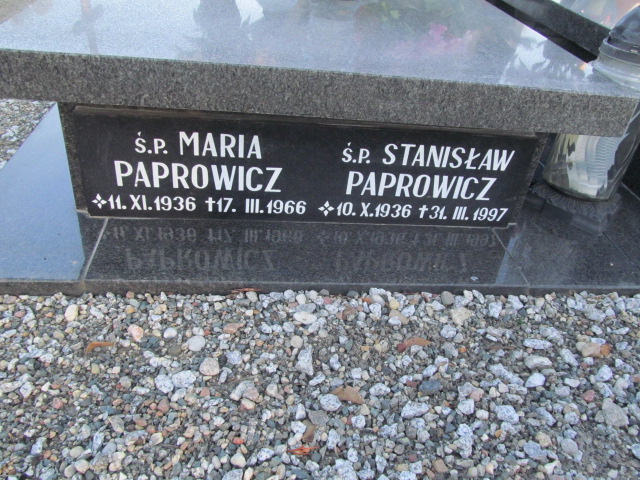 Ś.P. MARIA
PAPROWICZ
11. XI. 1936 † 17. III. 1966
Ś.P. STANISŁAW
PAPROWICZ
10. X. 1936 † 31. III. 1997